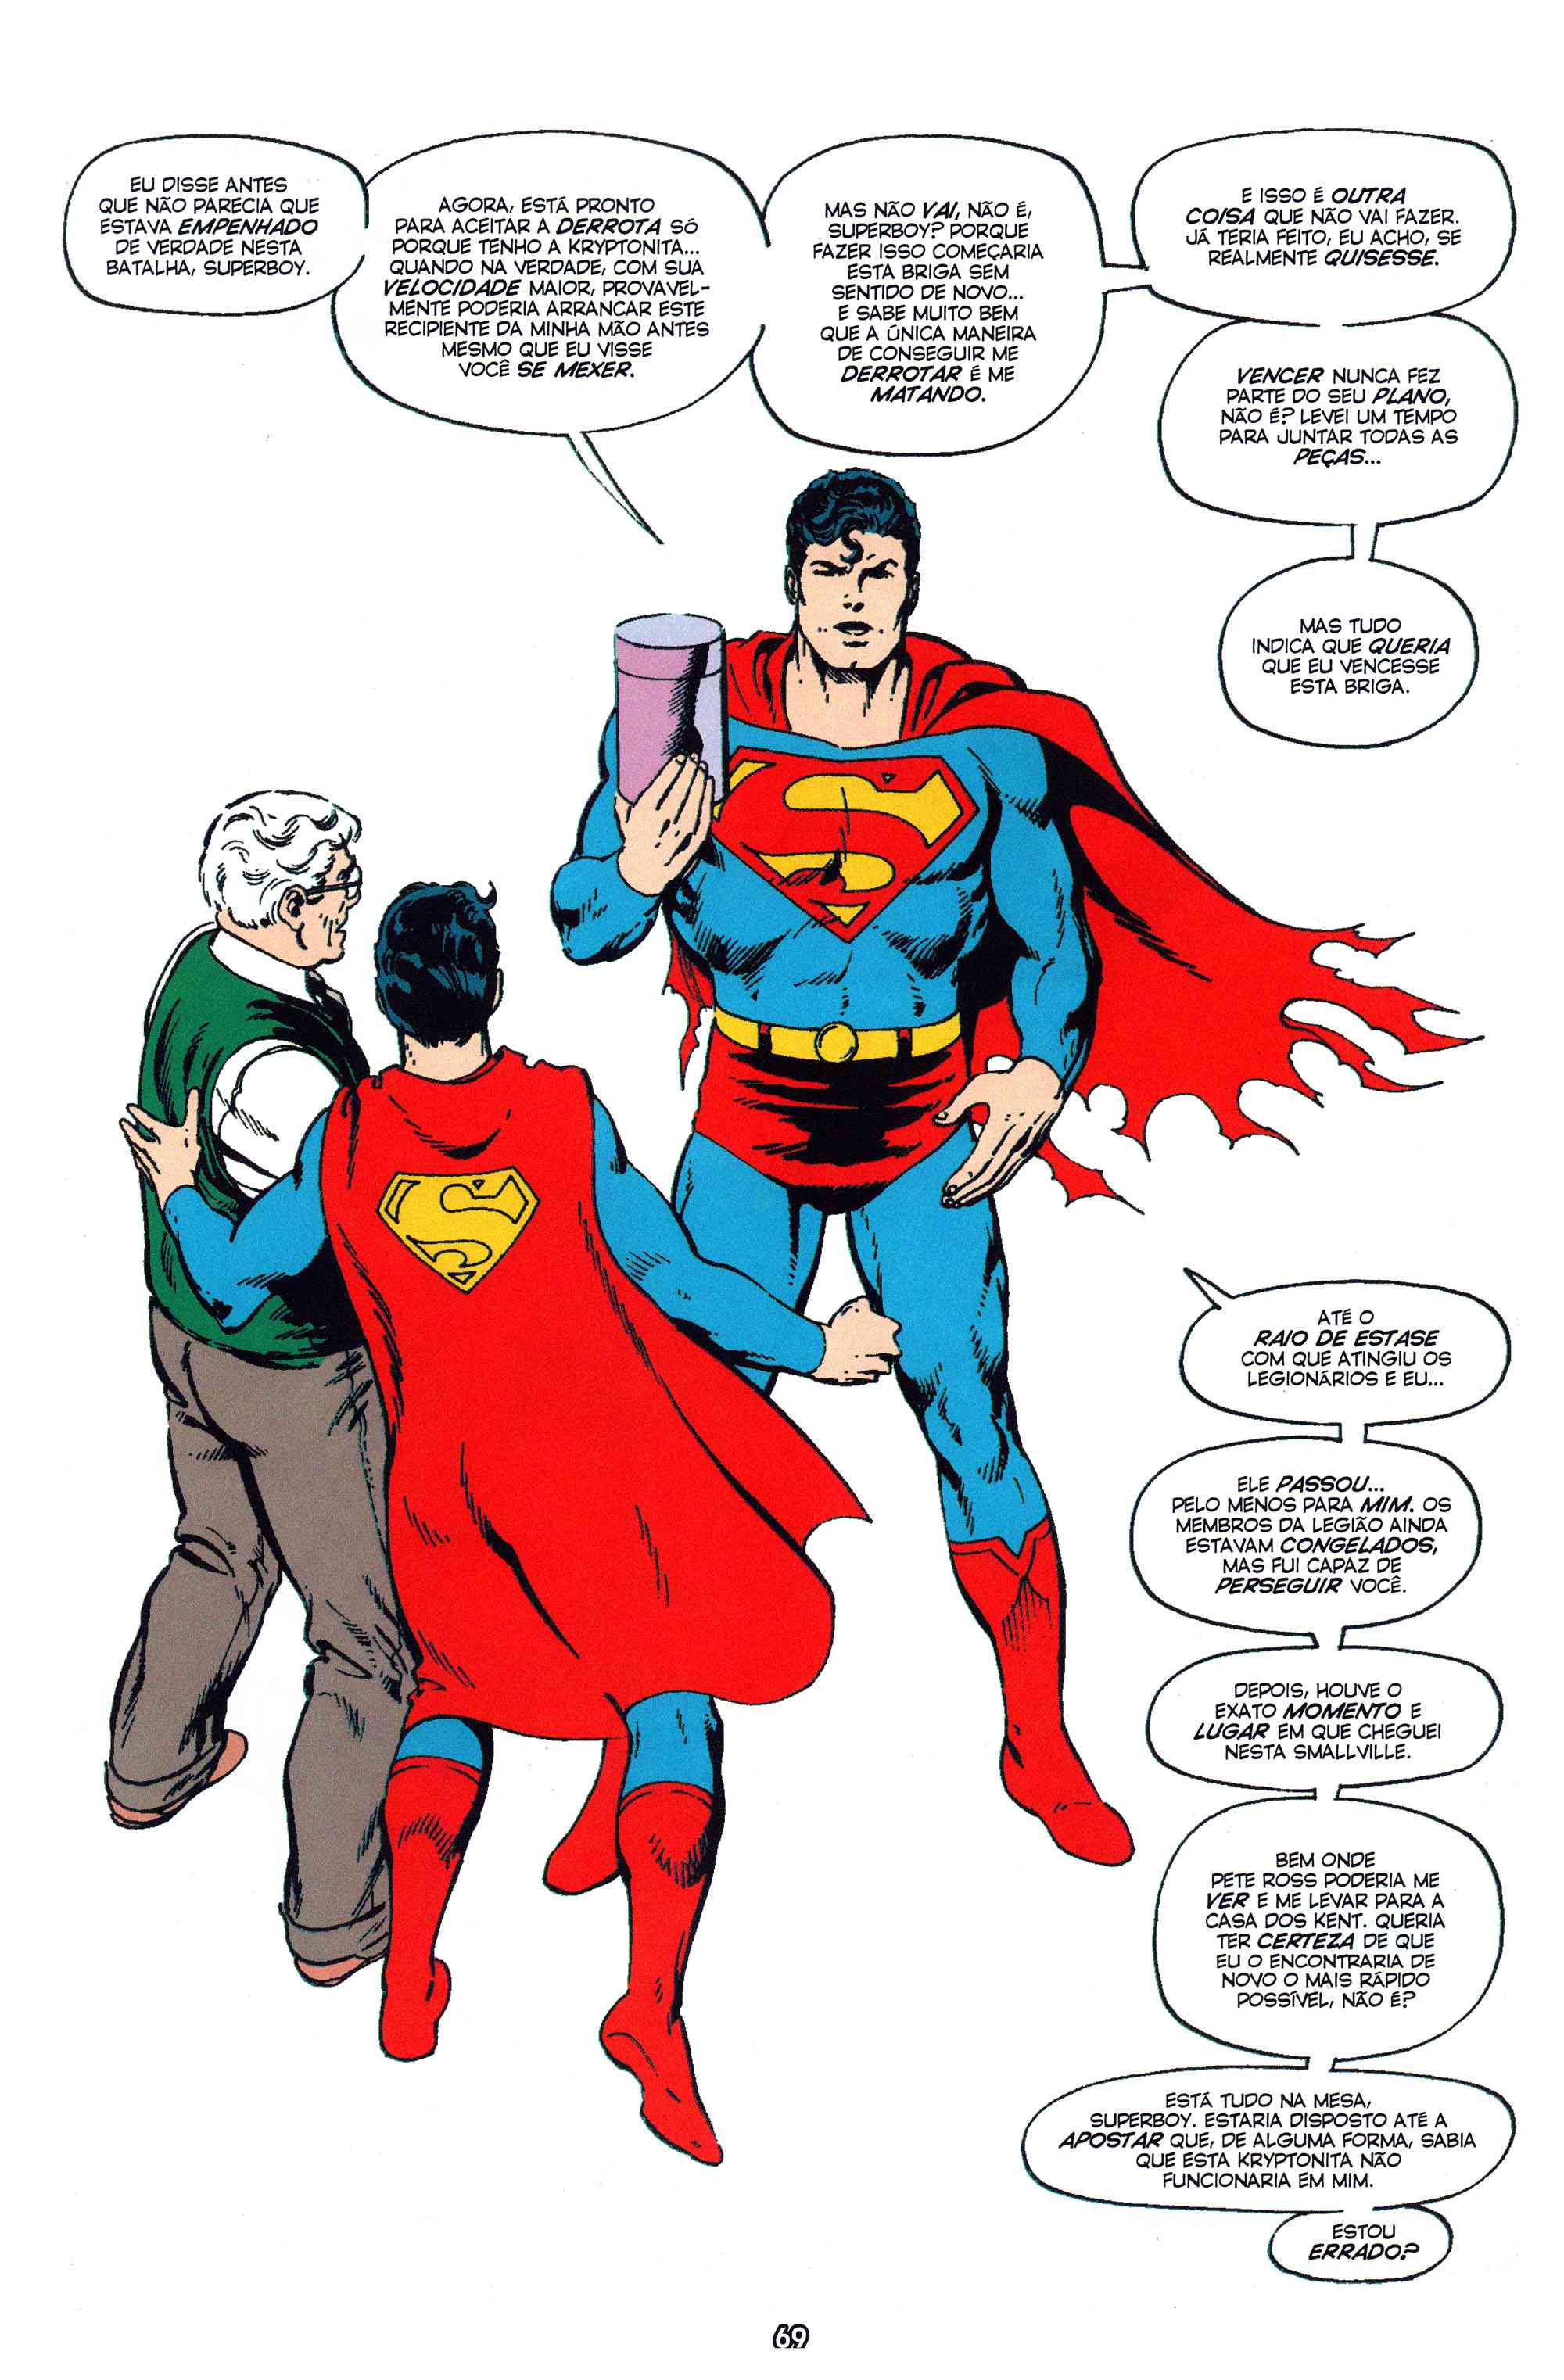 EU DISSE ANTES
QUE NÃO PARECIA QUE
ESTAVA EMPENHADO
DE VERDADE NESTA
BATALHA, SUPERBOY.
AGORA, ESTÁ PRONTO
PARA ACEITAR A DERROTA SÓ
PORQUE TENHO A KRYPTONITA...
QUANDO NA VERDADE, COM SUA
VELOCIDADE MAIOR, PROVAVEL-
MENTE PODERIA ARRANCAR ESTE
RECIPIENTE DA MINHA MÃO ANTES
MESMO QUE EU VISSE
VOCÊ SE MEXER.
MAS NÃO VAI, NÃO É,
SUPERBOY? PORQUE
FAZER ISSO COMEÇARIA
ESTA BRIGA SEM
SENTIDO DE NOVO...
E SABE MUITO BEM
QUE A ÚNICA MANEIRA
DE CONSEGUIR ME
DERROTAR É ME
MATANDO.
E ISSO É OUTRA
COISA QUE NÃO VAI FAZER.
JÁ TERIA FEITO, EU ACHO, SE
REALMENTE QUISESSE.
VENCER NUNCA FEZ
PARTE DO SEU PLANO,
NÃO É? LEVEI UM TEMPO
PARA JUNTAR TODAS AS
PEÇAS...
MAS TUDO
INDICA QUE QUERIA
QUE EU VENCESSE
ESTA BRIGA.
ATÉ O
RAIO DE ESTASE
COM QUE ATINGIU OS
LEGIONÁRIOS E EU...
ELE PASSOU...
PELO MENOS PARA MIM. OS
MEMBROS DA LEGIÃO AINDA
ESTAVAM CONGELADOS,
MAS FUI CAPAZ DE
PERSEGUIR VOCÊ.
DEPOIS, HOUVE O
EXATO MOMENTO E
LUGAR EM QUE CHEGUEI
NESTA SMALLVILLE.
BEM ONDE
PETE ROSS PODERIA ME
VER E ME LEVAR PARA A
CASA DOS KENT. QUERIA
TER CERTEZA DE QUE
EU O ENCONTRARIA DE
NOVO O MAIS RÁPIDO
POSSÍVEL, NÃO É?
ESTÁ TUDO NA MESA,
SUPERBOY. ESTARIA DISPOSTO ATÉ A
APOSTAR QUE, DE ALGUMA FORMA, SABIA
QUE ESTA KRYPTONITA NÃO
FUNCIONARIA EM MIM.
ESTOU
ERRADO?
69